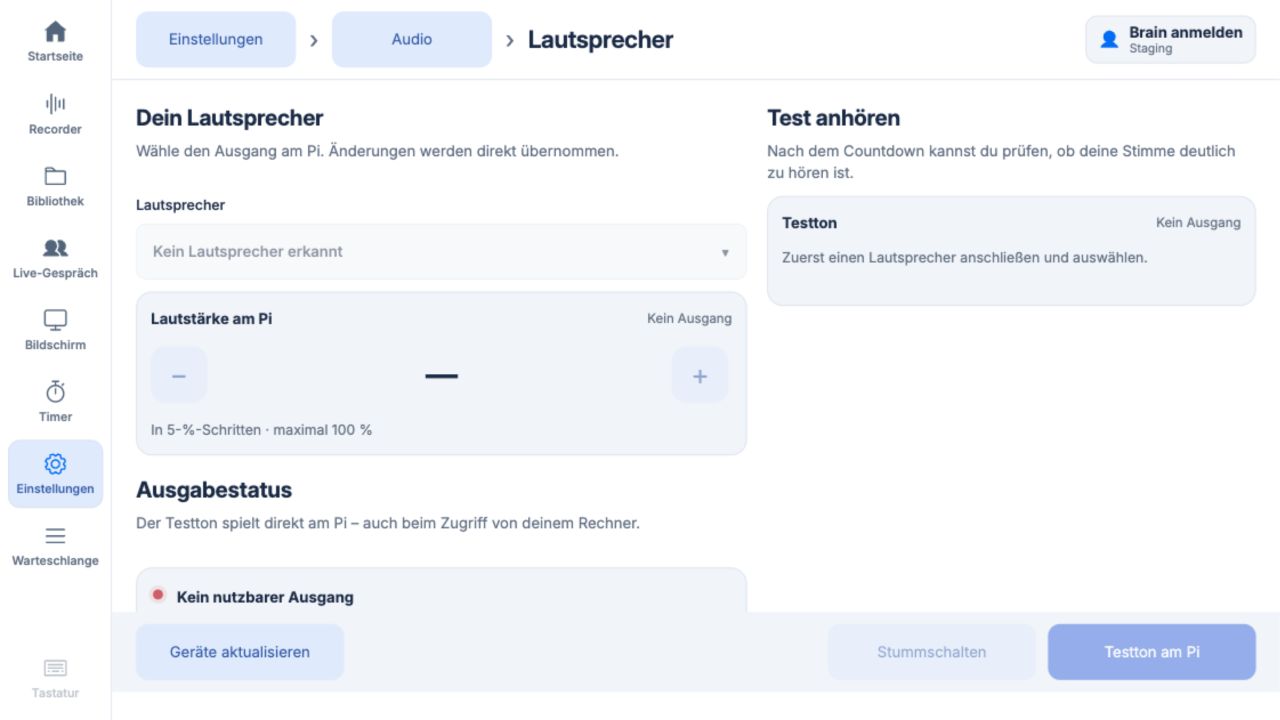 Startseite
Recorder
Bibliothek
Live-Gespräch
Bildschirm
Timer
Einstellungen
Warteschlange
Tastatur
Einstellungen › Audio › Lautsprecher
Brain anmelden
Staging
Dein Lautsprecher
Wähle den Ausgang am Pi. Änderungen werden direkt übernommen.
Lautsprecher
Kein Lautsprecher erkannt ▾
Lautstärke am Pi Kein Ausgang
− — +
In 5-%-Schritten · maximal 100 %
Ausgabestatus
Der Testton spielt direkt am Pi – auch beim Zugriff von deinem Rechner.
Kein nutzbarer Ausgang
Test anhören
Nach dem Countdown kannst du prüfen, ob deine Stimme deutlich
zu hören ist.
Testton Kein Ausgang
Zuerst einen Lautsprecher anschließen und auswählen.
Geräte aktualisieren Stummschalten Testton am Pi